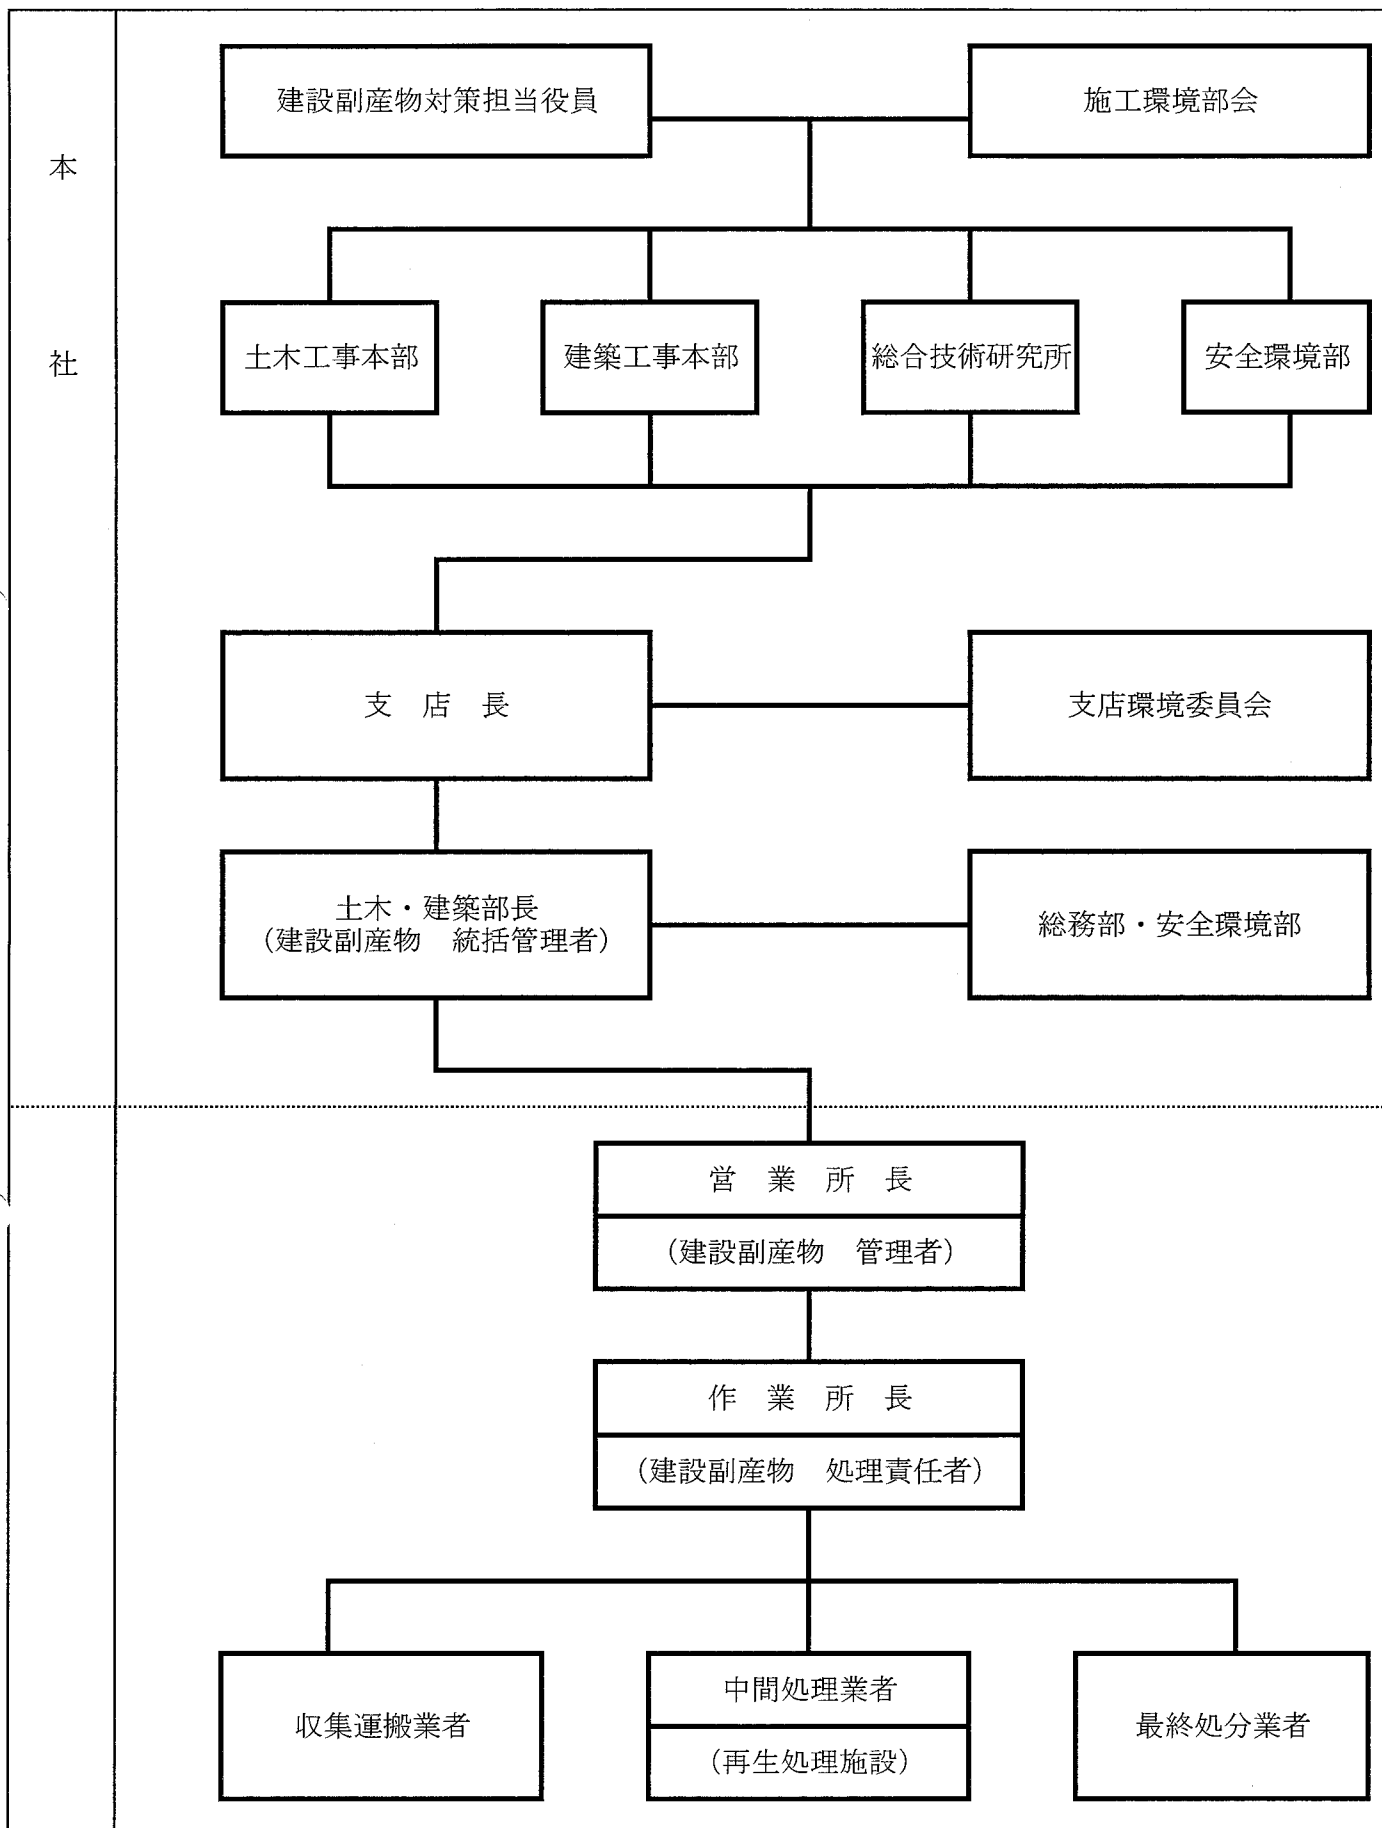 本
社
建設副産物対策担当役員
施工環境部会
土木工事本部
建築工事本部
総合技術研究所
安全環境部
支　店　長
支店環境委員会
土木・建築部長
(建設副産物　統括管理者)
総務部・安全環境部
営　業　所　長
(建設副産物　管理者)
作　業　所　長
(建設副産物　処理責任者)
収集運搬業者
中間処理業者
(再生処理施設)
最終処分業者